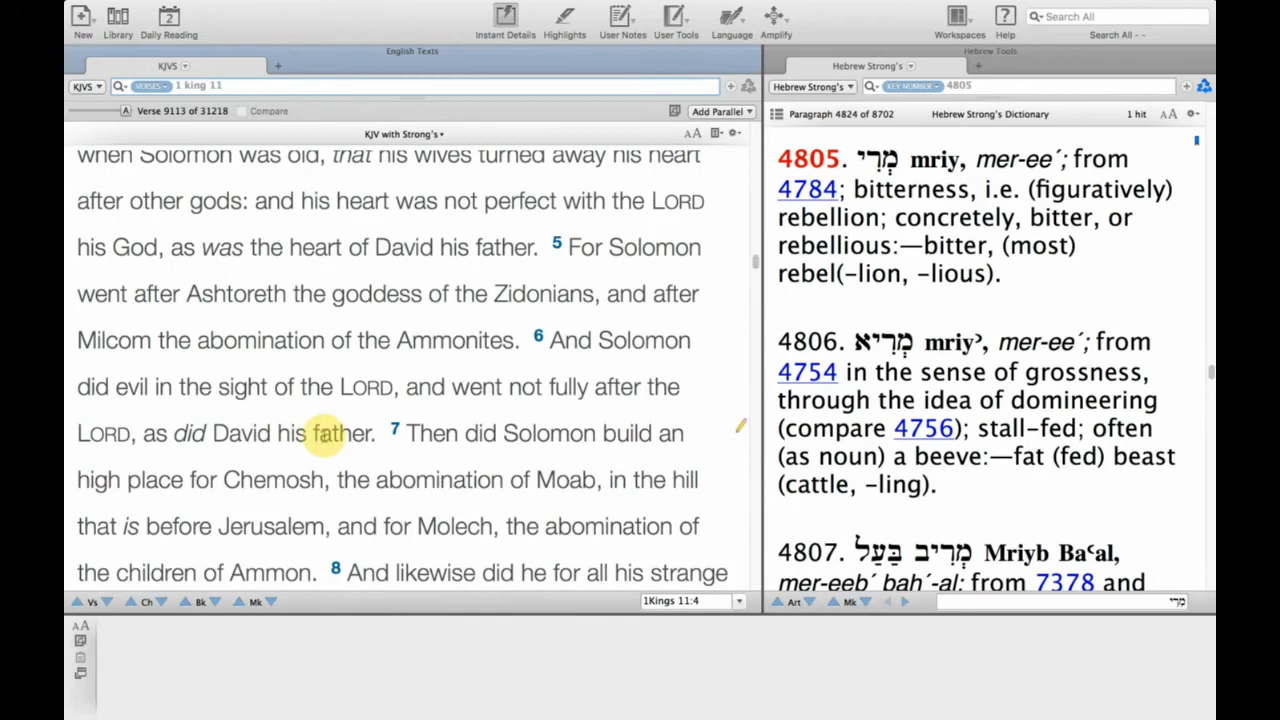 New Library Daily Reading Instant Details Highlights User Notes User Tools Language Amplify Workspaces Help Search All
2 Search All - -
English Texts
KJVS
KJVS VERSES 1 king 11
Verse 9113 of 31218 Compare Add Parallel
KJV with Strong's
when Solomon was old, that his wives turned away his heart
after other gods: and his heart was not perfect with the LORD
his God, as was the heart of David his father. 5 For Solomon
went after Ashtoreth the goddess of the Zidonians, and after
Milcom the abomination of the Ammonites. 6 And Solomon
did evil in the sight of the LORD, and went not fully after the
LORD, as did David his father. 7 Then did Solomon build an
high place for Chemosh, the abomination of Moab, in the hill
that is before Jerusalem, and for Molech, the abomination of
the children of Ammon. 8 And likewise did he for all his strange
Vs Ch Bk Mk 1Kings 11:4
Hebrew Tools
Hebrew Strong's
Hebrew Strong's KEY NUMBER 4805
Paragraph 4824 of 8702 Hebrew Strong's Dictionary 1 hit
4805. מְרִי mriy, mer-ee´; from
4784; bitterness, i.e. (figuratively)
rebellion; concretely, bitter, or
rebellious:—bitter, (most)
rebel(-lion, -lious).
4806. מְרִיא mriyʾ, mer-ee´; from
4754 in the sense of grossness,
through the idea of domineering
(compare 4756); stall-fed; often
(as noun) a beeve:—fat (fed) beast
(cattle, -ling).
4807. מְרִיב בַּעַל Mriyb Baʿal,
mer-eeb´ bah´-al; from 7378 and
Art Mk מְרִי